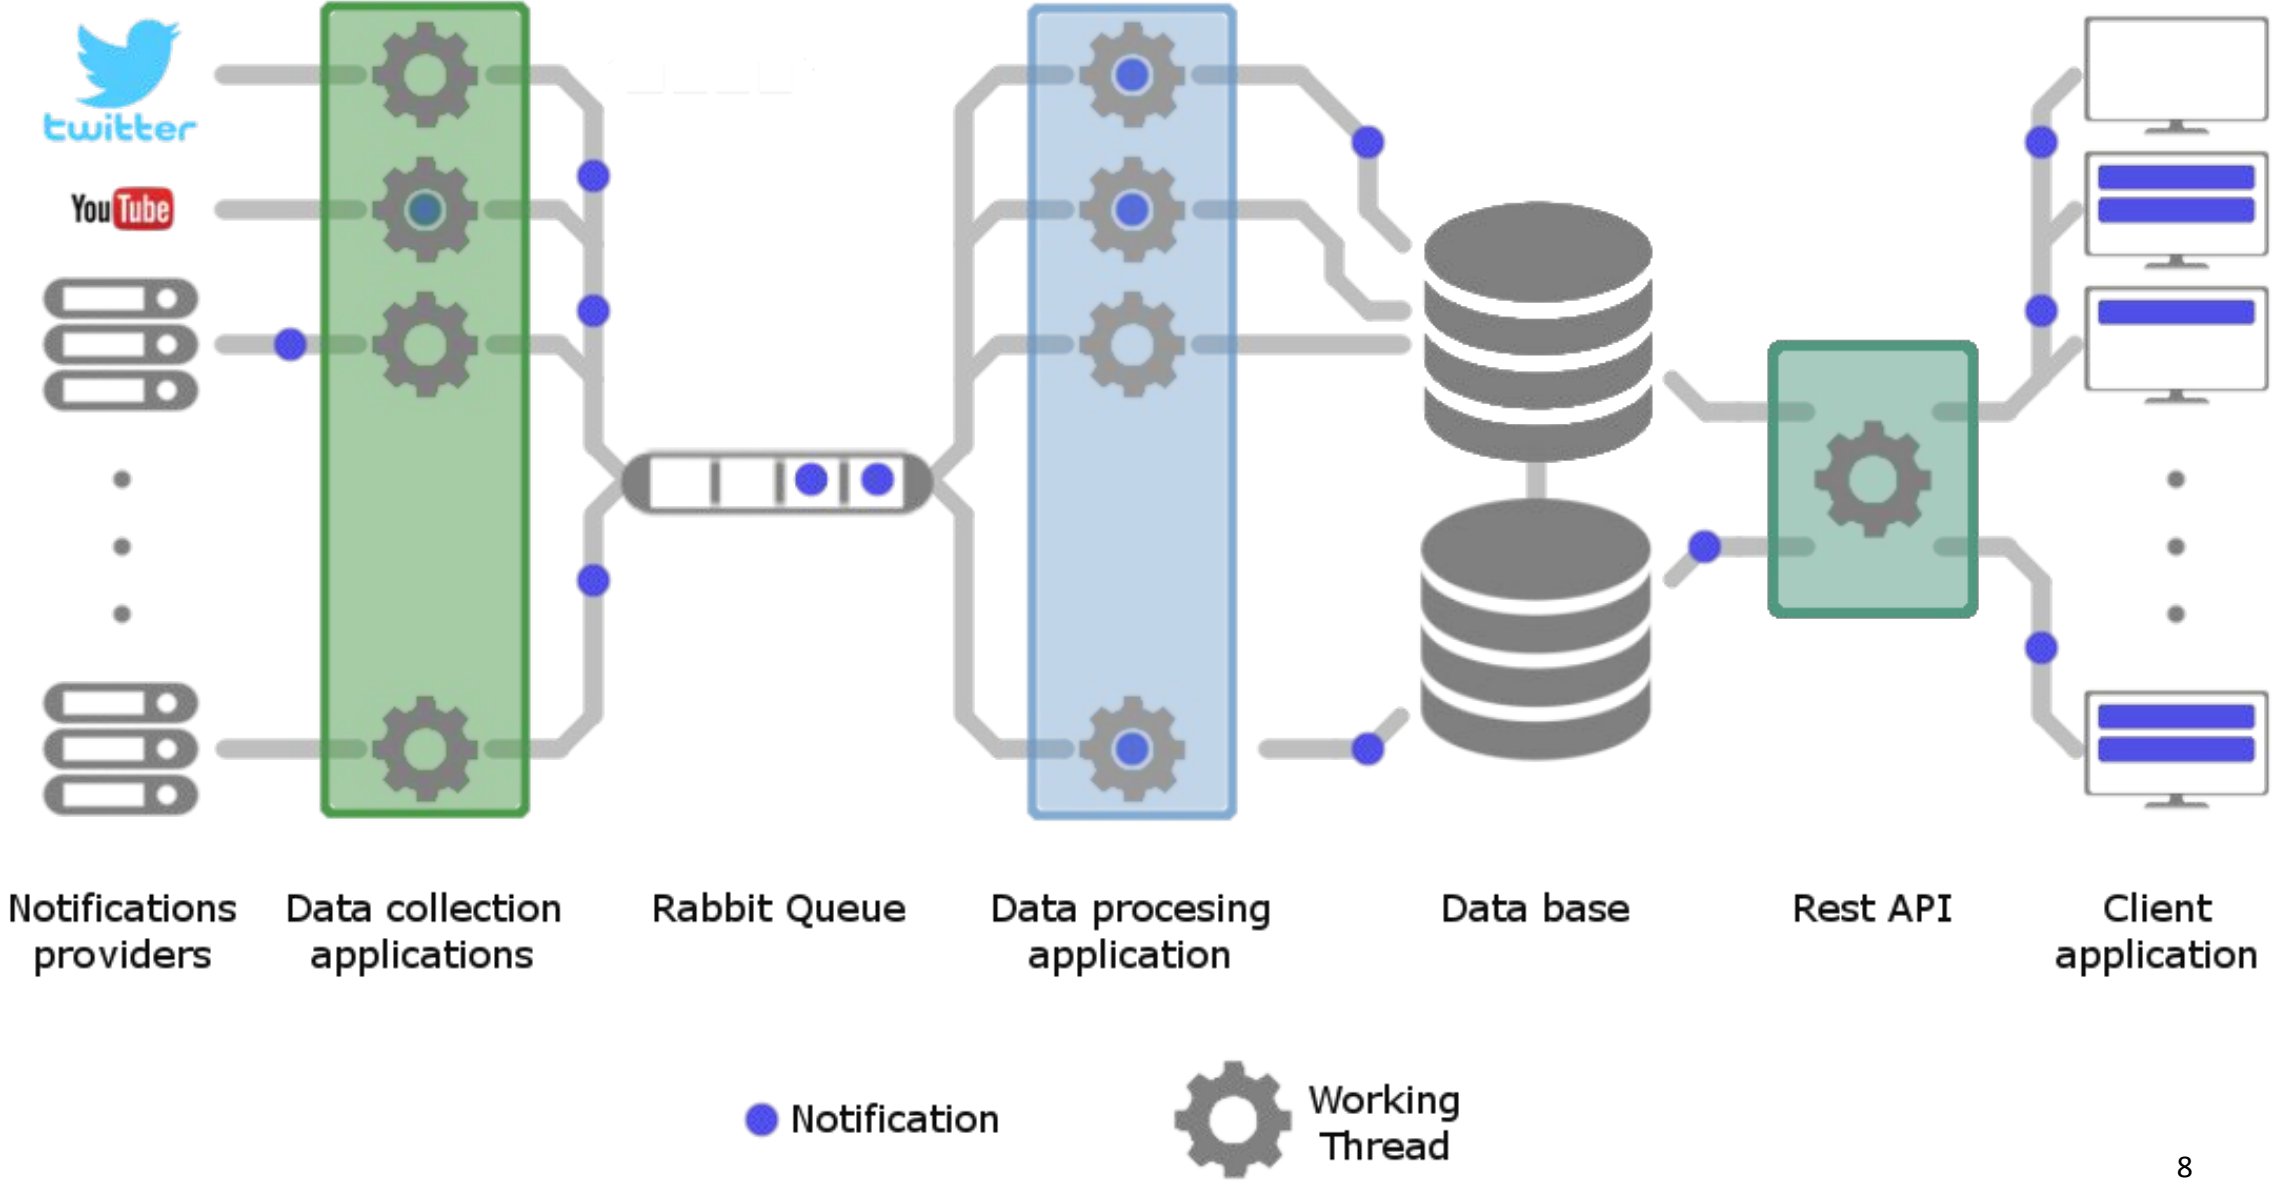 twitter
YouTube
Notifications
providers
Data collection
applications
Rabbit Queue
Data procesing
application
Data base
Rest API
Client
application
Notification
Working
Thread
8